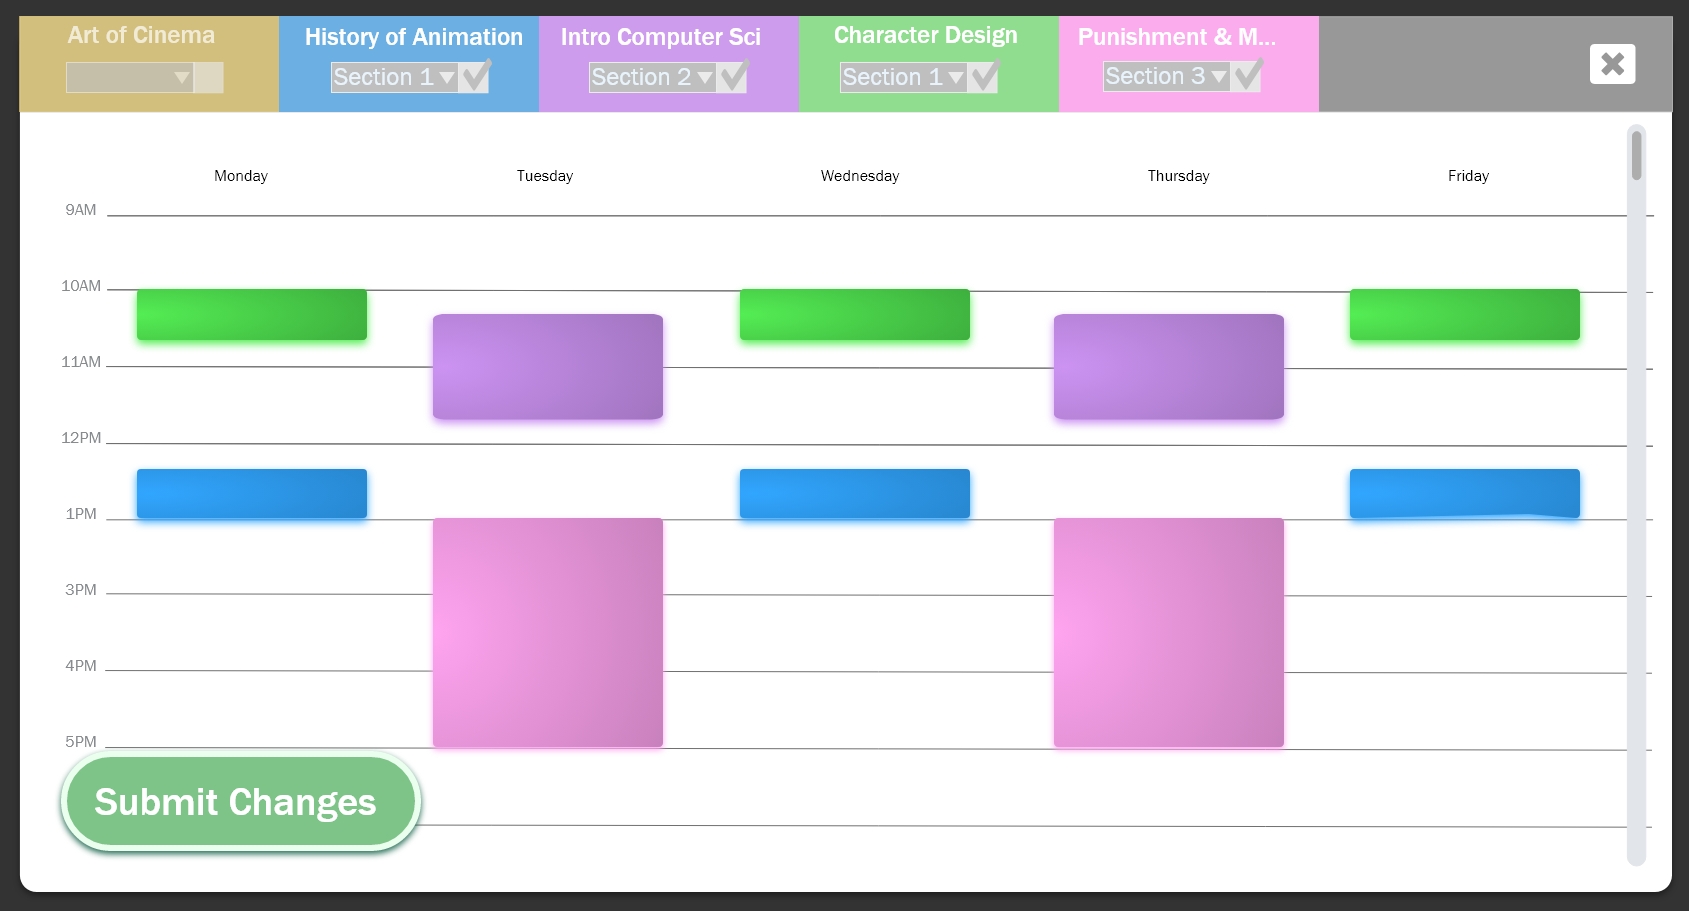 Art of Cinema
History of Animation
Intro Computer Sci
Character Design
Punishment & M...
Section 1
Section 2
Section 1
Section 3
Monday
Tuesday
Wednesday
Thursday
Friday
9AM
10AM
11AM
12PM
1PM
3PM
4PM
5PM
Submit Changes